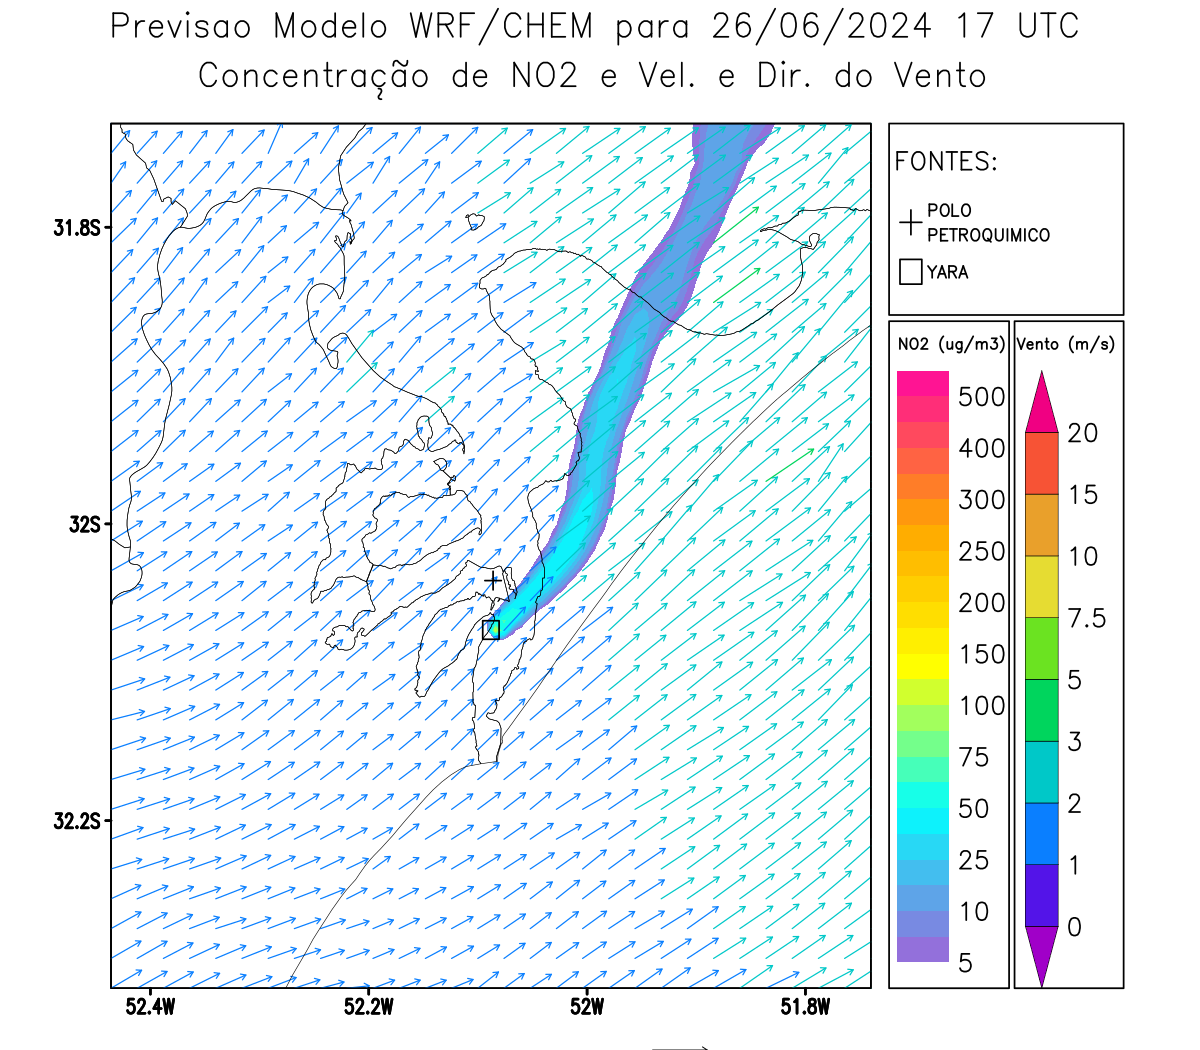 Previsao Modelo WRF/CHEM para 26/06/2024 17 UTC
Concentração de NO2 e Vel. e Dir. do Vento
FONTES:
POLO
PETROQUIMICO
YARA
NO2 (ug/m3)
500
400
300
250
200
150
100
75
50
25
10
5
Vento (m/s)
20
15
10
7.5
5
3
2
1
0
31.8S
32S
32.2S
52.4W
52.2W
52W
51.8W